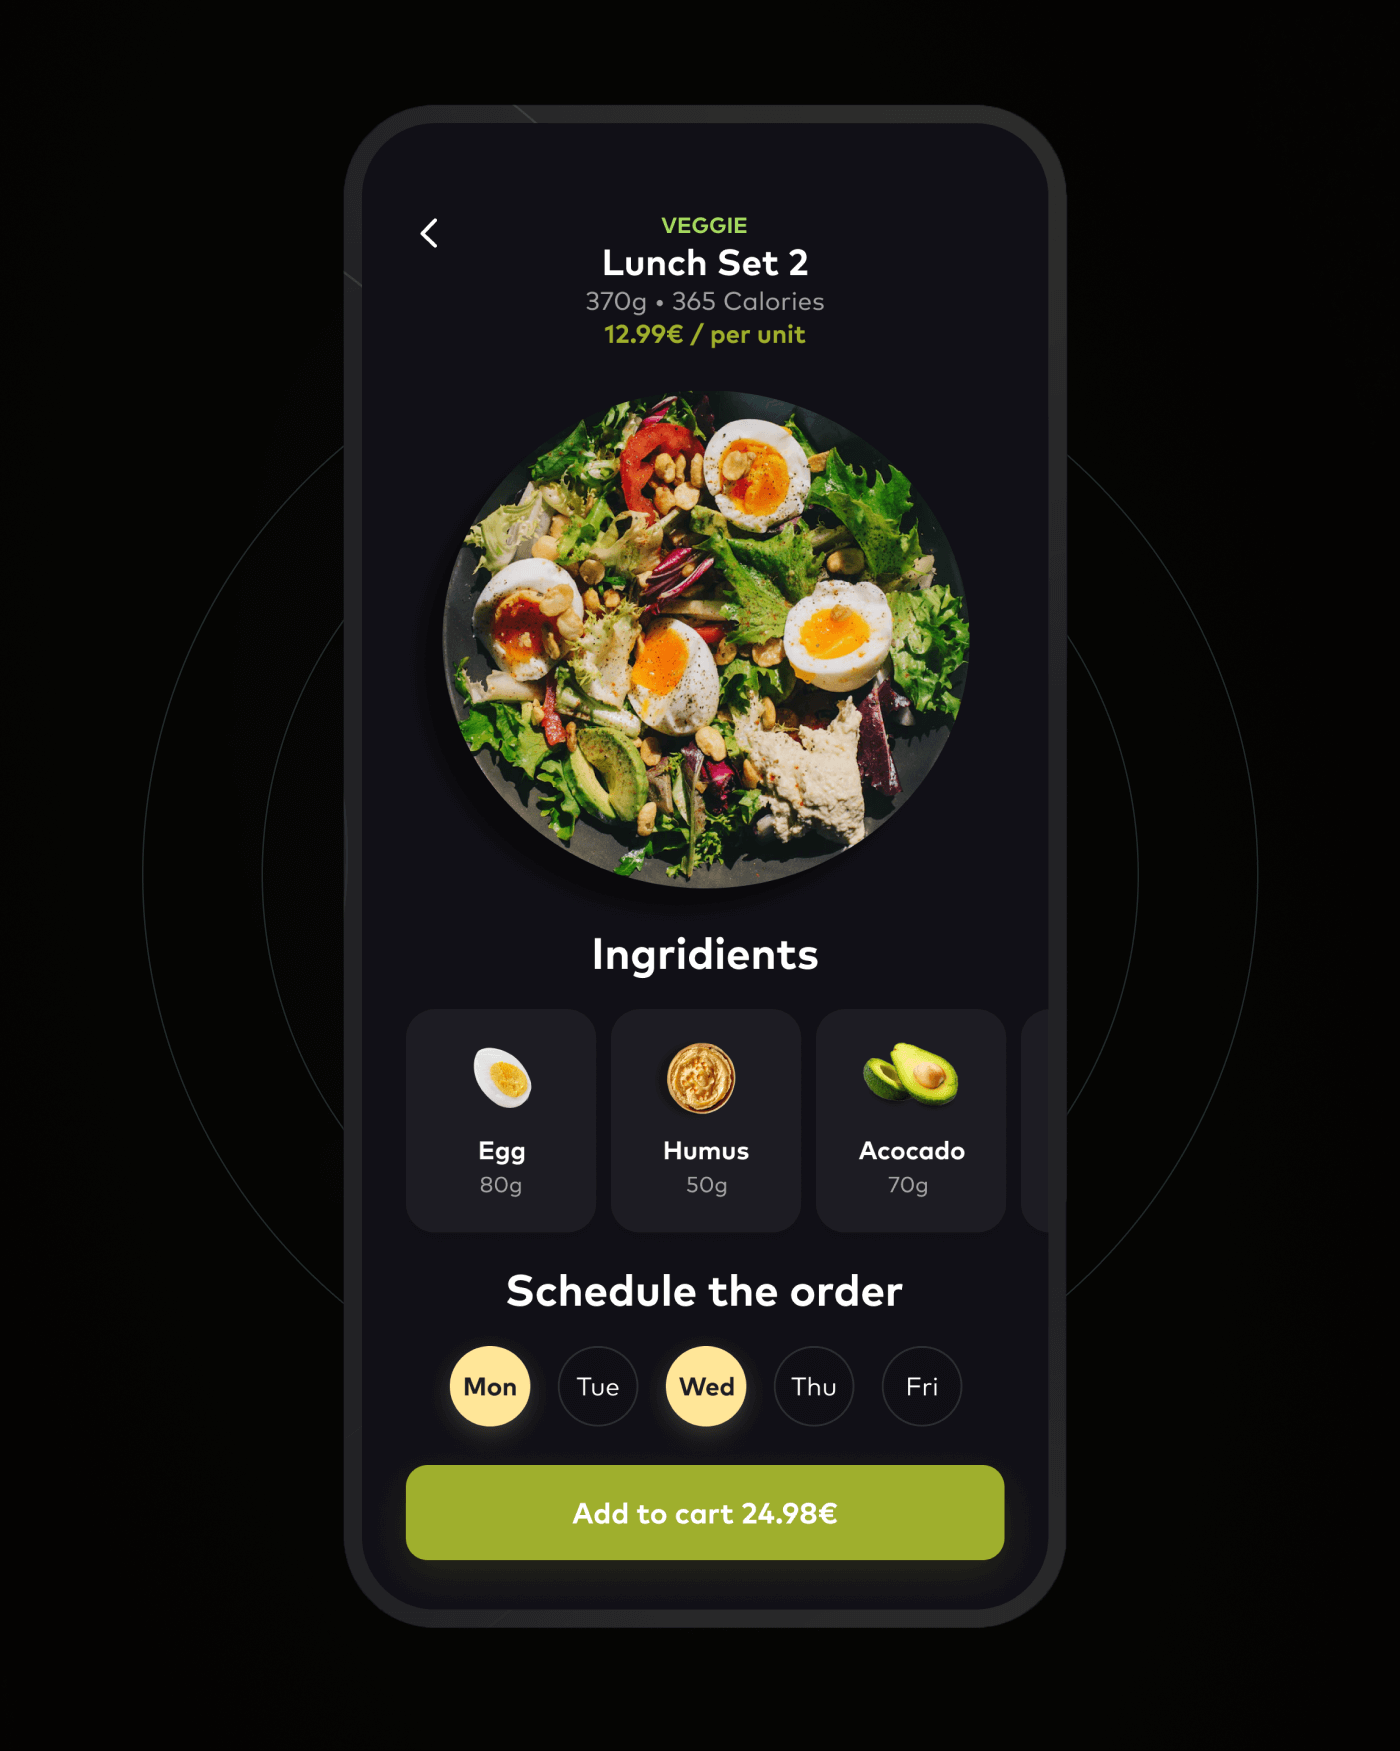 VEGGIE
Lunch Set 2
370g • 365 Calories
12.99€ / per unit
Ingridients
Egg
80g
Humus
50g
Acocado
70g
Schedule the order
Mon
Tue
Wed
Thu
Fri
Add to cart 24.98€